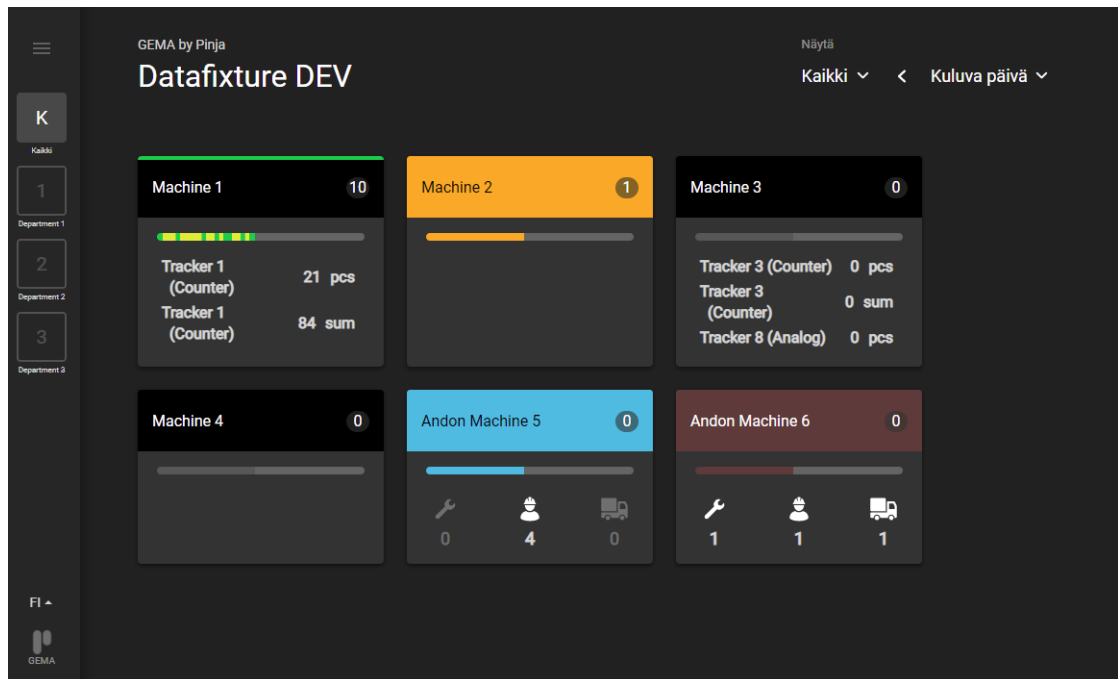 GEMA by Pinja
Datafixture DEV
Näytä
Kaikki
Kuluva päivä
K
Kaikki
1
Department 1
2
Department 2
3
Department 3
FI
GEMA
Machine 1 10
Tracker 1
(Counter)
21 pcs
Tracker 1
(Counter)
84 sum
Machine 2 1
Machine 3 0
Tracker 3 (Counter) 0 pcs
Tracker 3
(Counter)
0 sum
Tracker 8 (Analog) 0 pcs
Machine 4 0
Andon Machine 5 0
0 4 0
Andon Machine 6 0
1 1 1